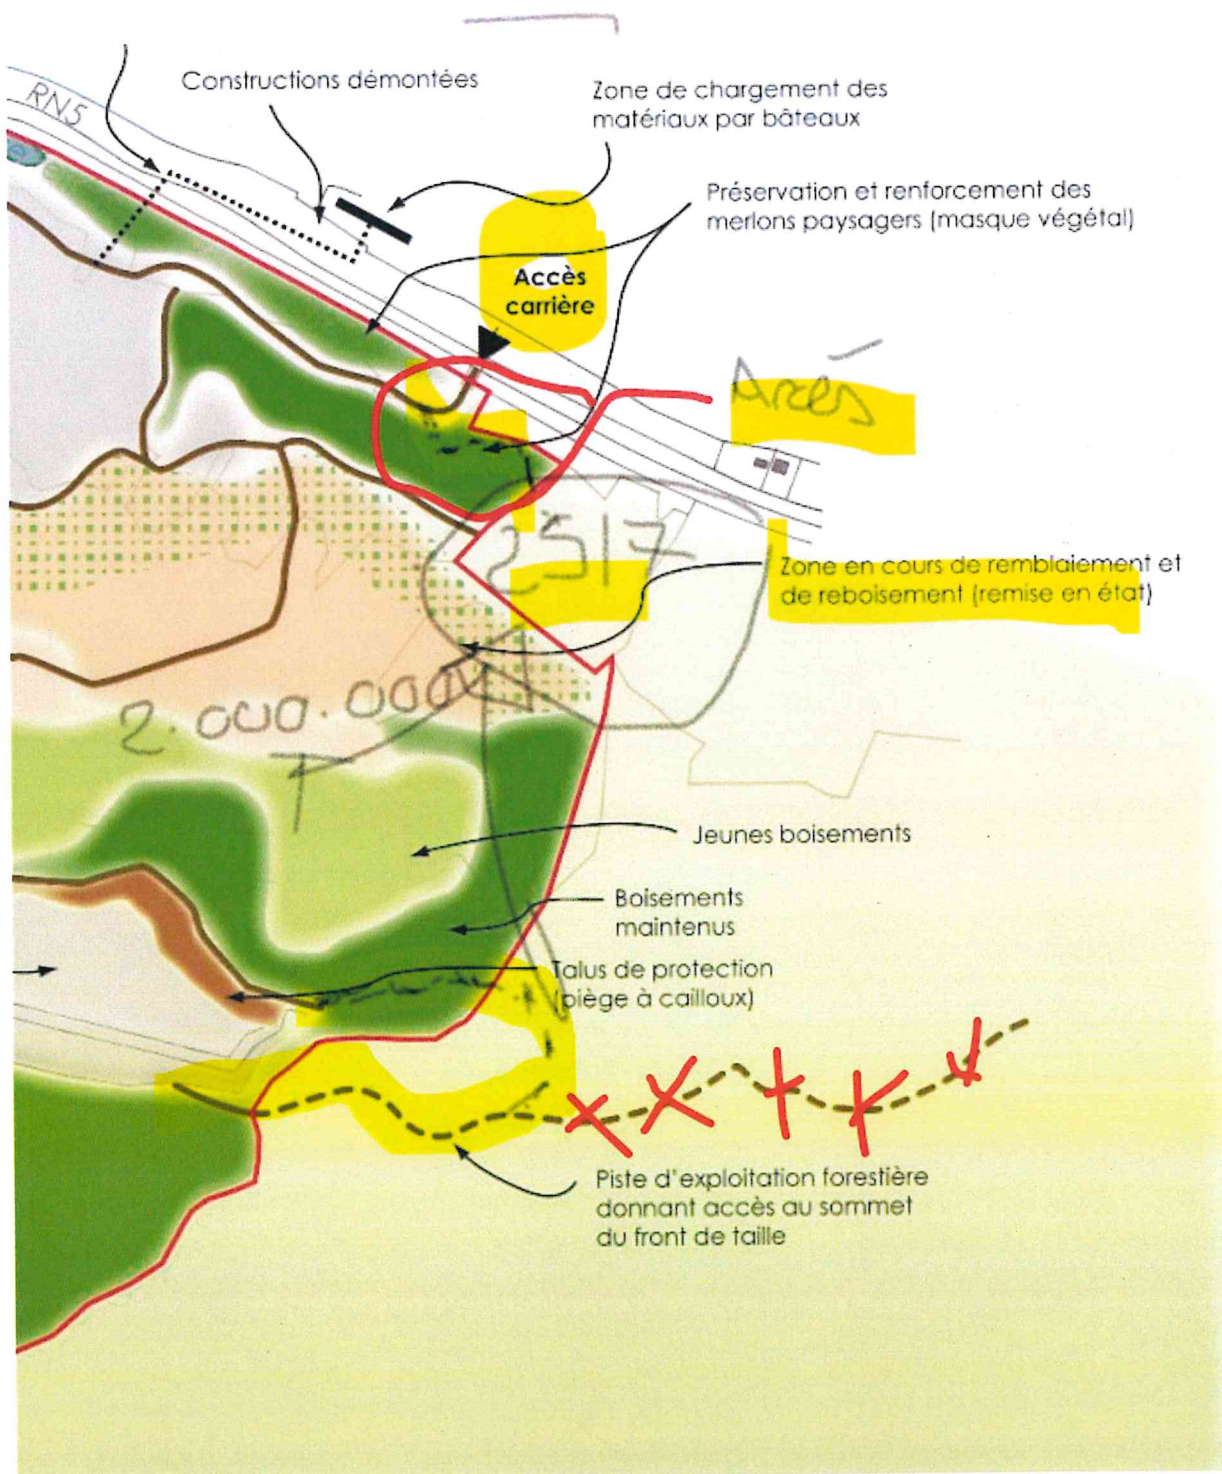 Constructions démontées
Zone de chargement des
matériaux par bâteaux
RN5
Préservation et renforcement des
merlons paysagers (masque végétal)
Accès
carrière
Accés
2517
Zone en cours de remblaiement et
de reboisement (remise en état)
2.000.000
Jeunes boisements
Boisements
maintenus
Talus de protection
(piège à cailloux)
Piste d'exploitation forestière
donnant accès au sommet
du front de taille